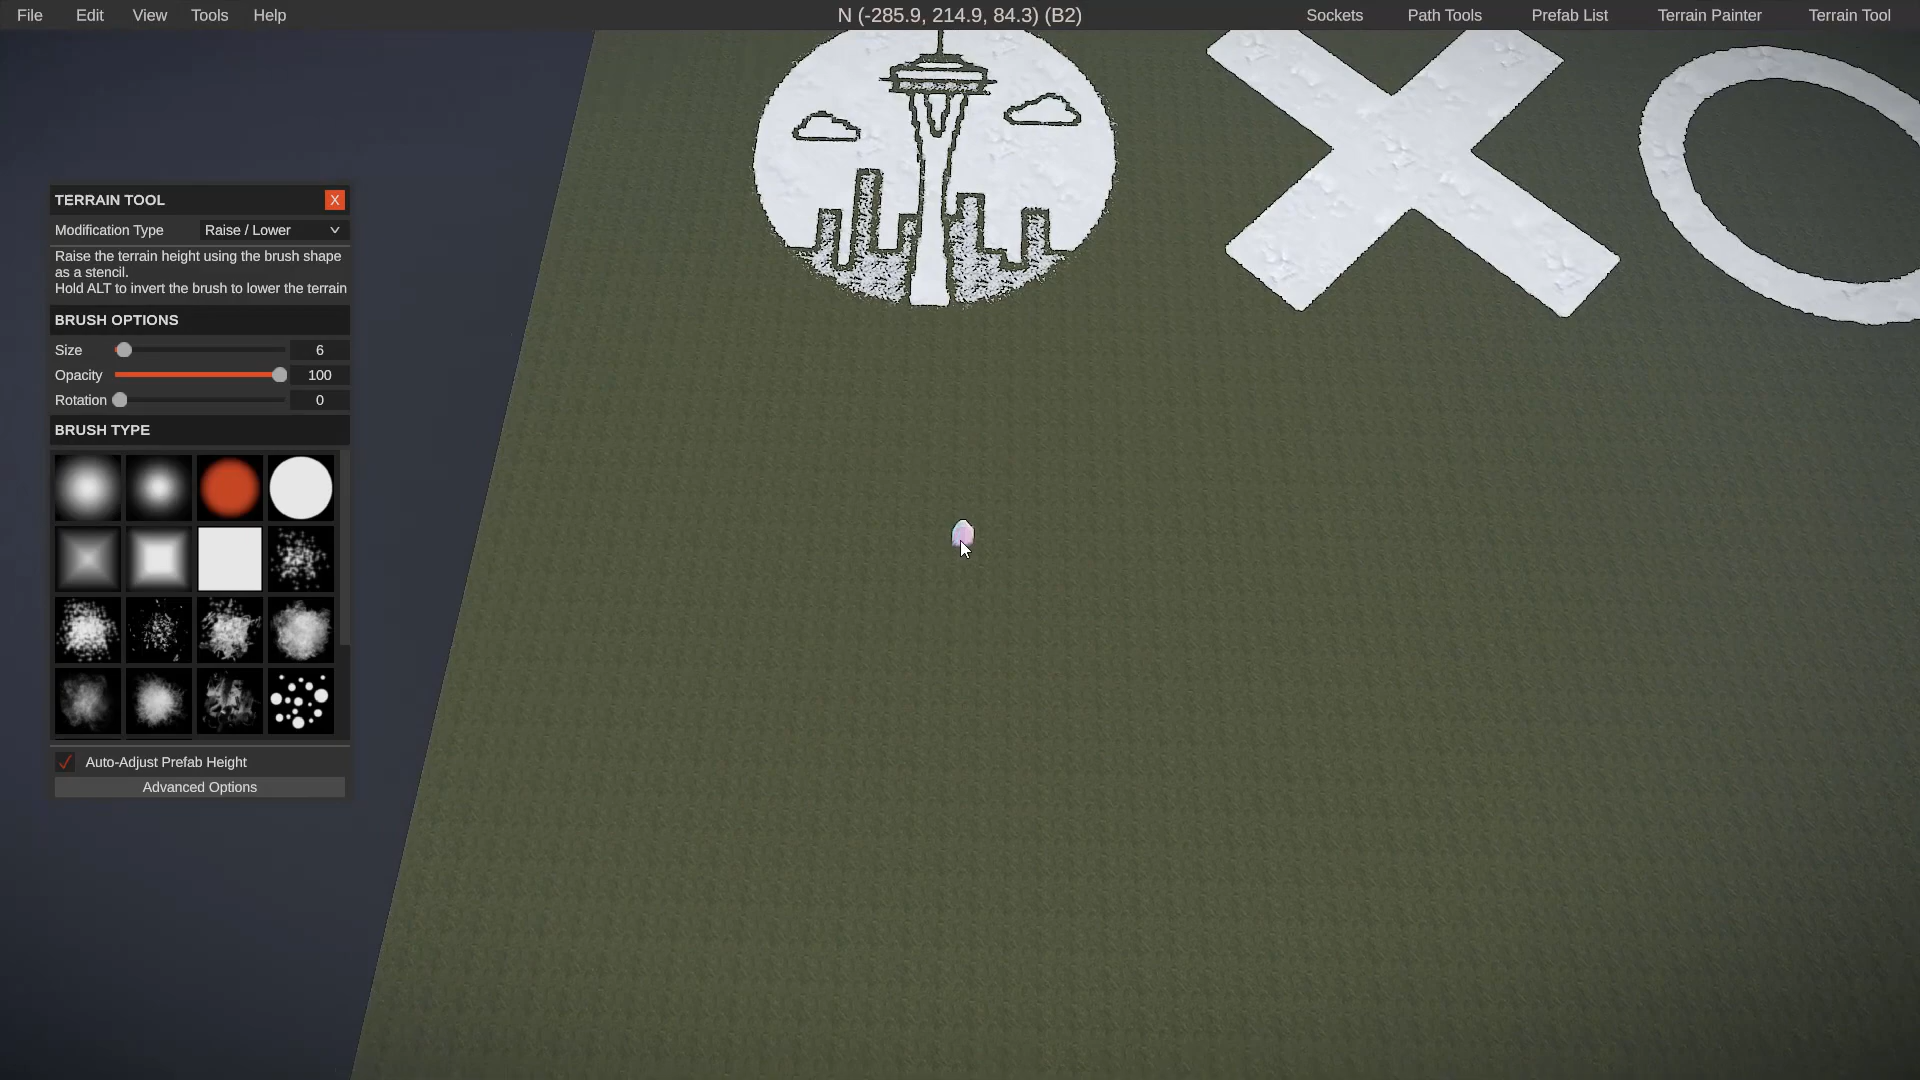 File Edit View Tools Help N (-285.9, 214.9, 84.3) (B2) Sockets Path Tools Prefab List Terrain Painter Terrain Tool
TERRAIN TOOL X
Modification Type Raise / Lower
Raise the terrain height using the brush shape
as a stencil.
Hold ALT to invert the brush to lower the terrain
BRUSH OPTIONS
Size 6
Opacity 100
Rotation 0
BRUSH TYPE
Auto-Adjust Prefab Height
Advanced Options